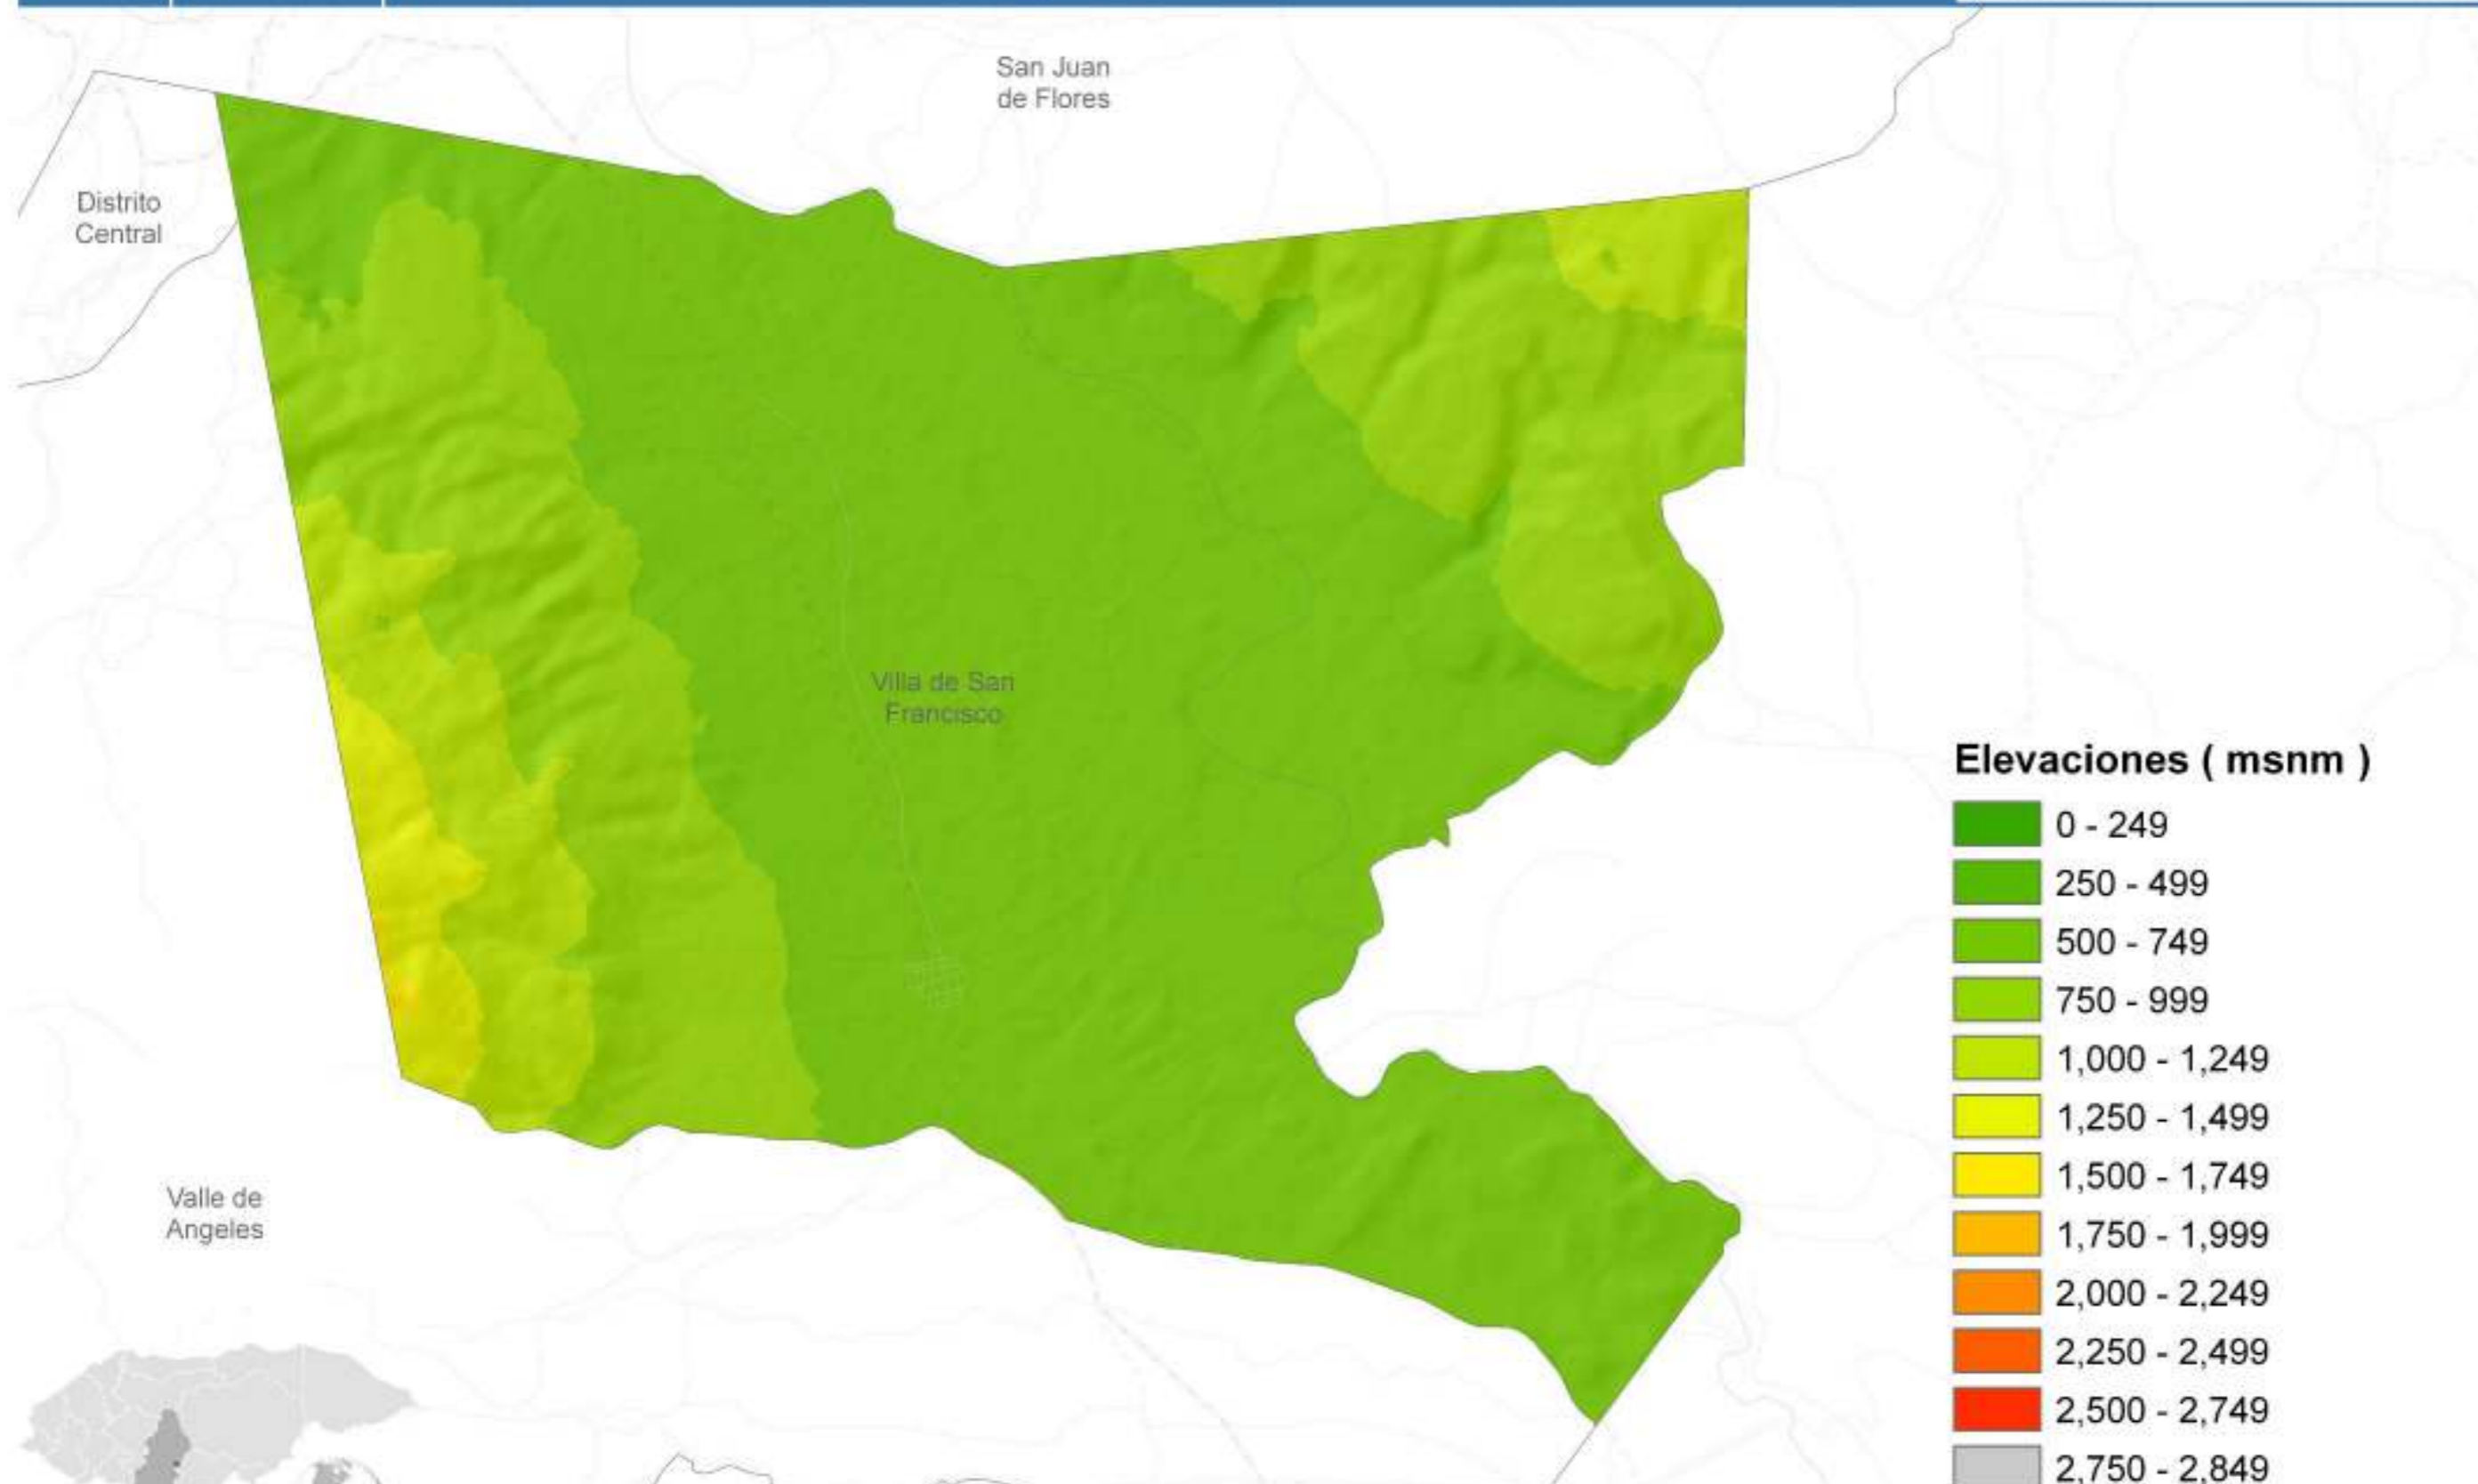 San Juan
de Flores
Distrito
Central
Villa de San
Francisco
Valle de
Angeles
Elevaciones ( msnm )
0 - 249
250 - 499
500 - 749
750 - 999
1,000 - 1,249
1,250 - 1,499
1,500 - 1,749
1,750 - 1,999
2,000 - 2,249
2,250 - 2,499
2,500 - 2,749
2,750 - 2,849